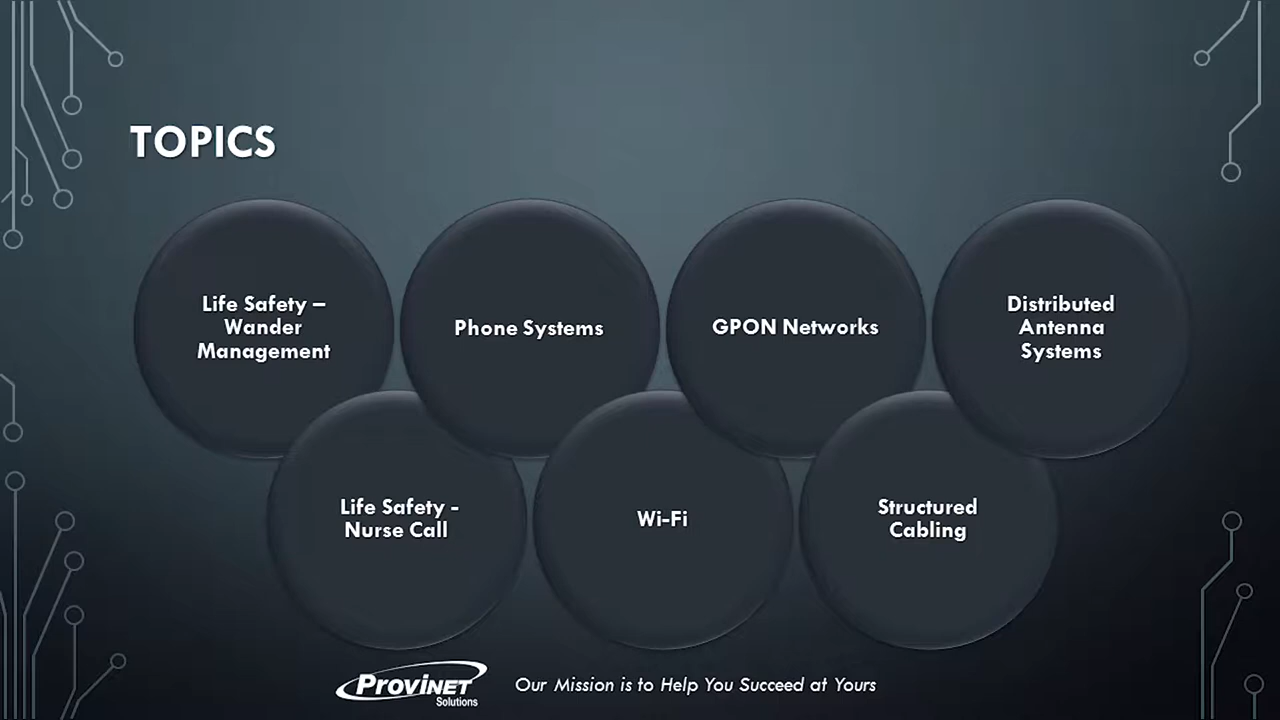 TOPICS
Life Safety –
Wander
Management
Phone Systems
GPON Networks
Distributed
Antenna
Systems
Life Safety -
Nurse Call
Wi-Fi
Structured
Cabling
ProviNET
Solutions
Our Mission is to Help You Succeed at Yours